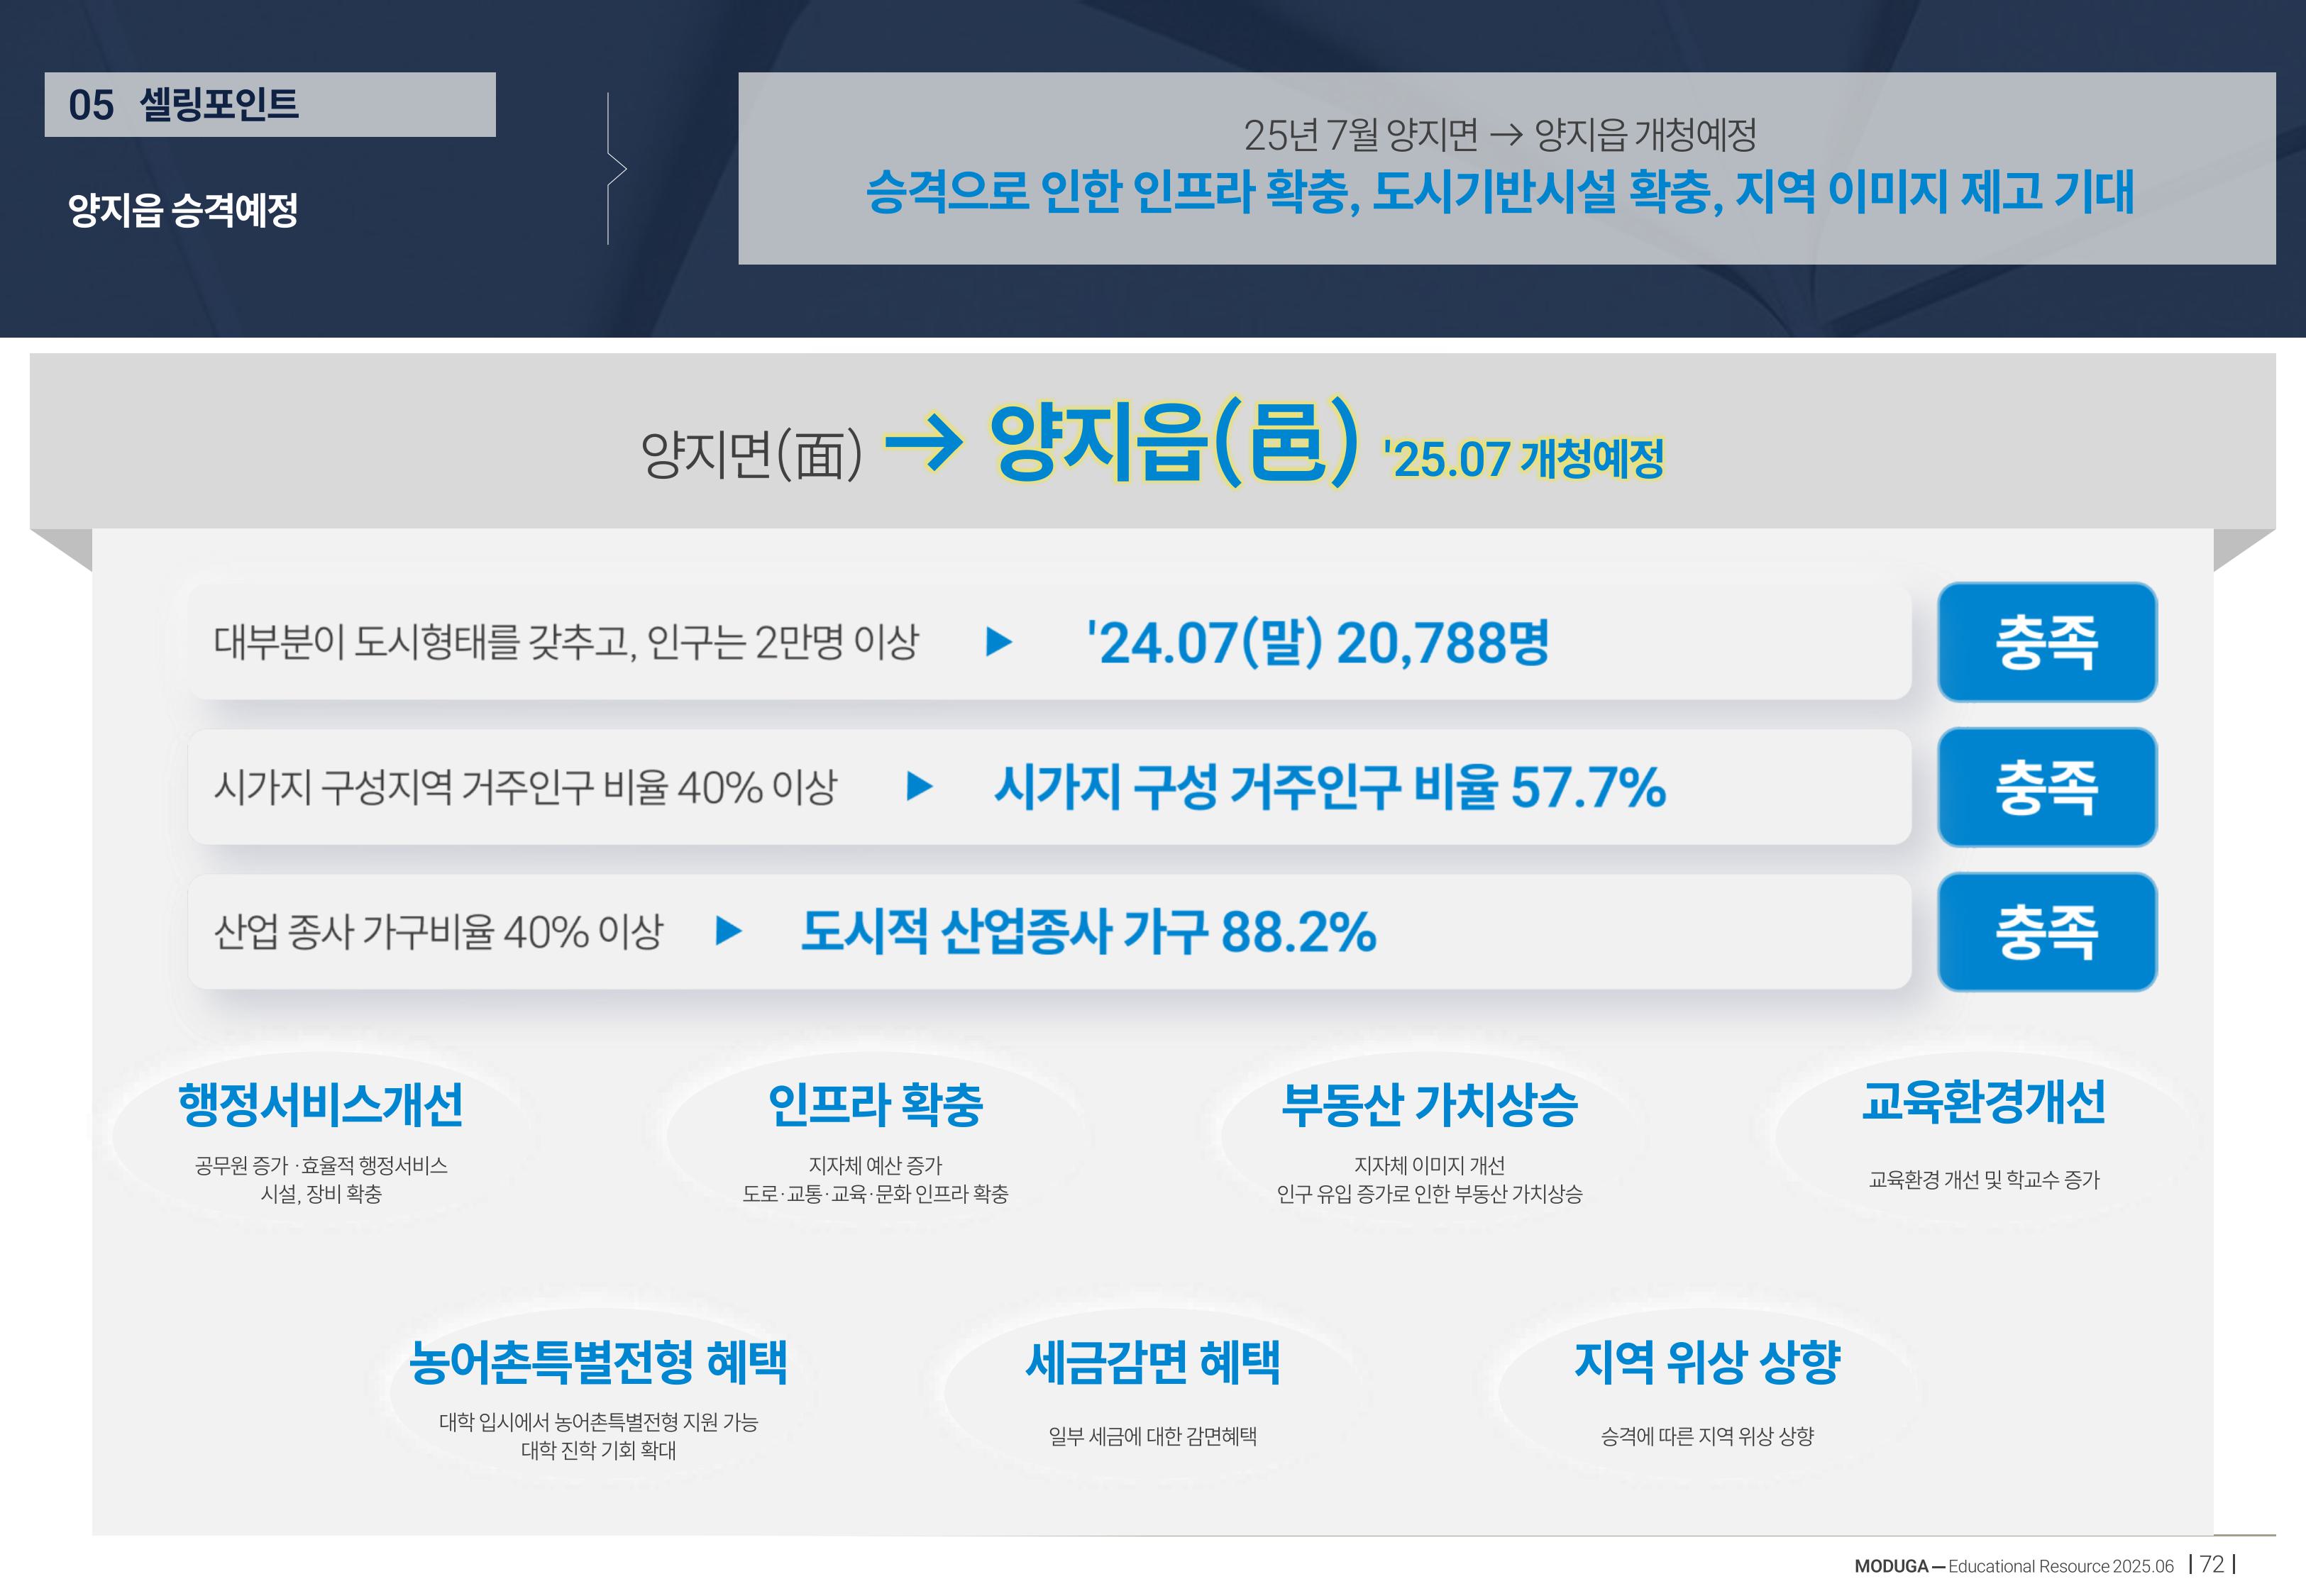 05 셀링포인트
양지읍 승격예정
25년 7월 양지면 → 양지읍 개청예정
승격으로 인한 인프라 확충, 도시기반시설 확충, 지역 이미지 제고 기대
양지면(面) → 양지읍(邑) '25.07 개청예정
대부분이 도시형태를 갖추고, 인구는 2만명 이상 ▶ '24.07(말) 20,788명 충족
시가지 구성지역 거주인구 비율 40% 이상 ▶ 시가지 구성 거주인구 비율 57.7% 충족
산업 종사 가구비율 40% 이상 ▶ 도시적 산업종사 가구 88.2% 충족
행정서비스개선
공무원 증가 · 효율적 행정서비스
시설, 장비 확충
인프라 확충
지자체 예산 증가
도로·교통·교육·문화 인프라 확충
부동산 가치상승
지자체 이미지 개선
인구 유입 증가로 인한 부동산 가치상승
교육환경개선
교육환경 개선 및 학교수 증가
농어촌특별전형 혜택
대학 입시에서 농어촌특별전형 지원 가능
대학 진학 기회 확대
세금감면 혜택
일부 세금에 대한 감면혜택
지역 위상 상향
승격에 따른 지역 위상 상향
MODUGA — Educational Resource 2025.06 | 72 |